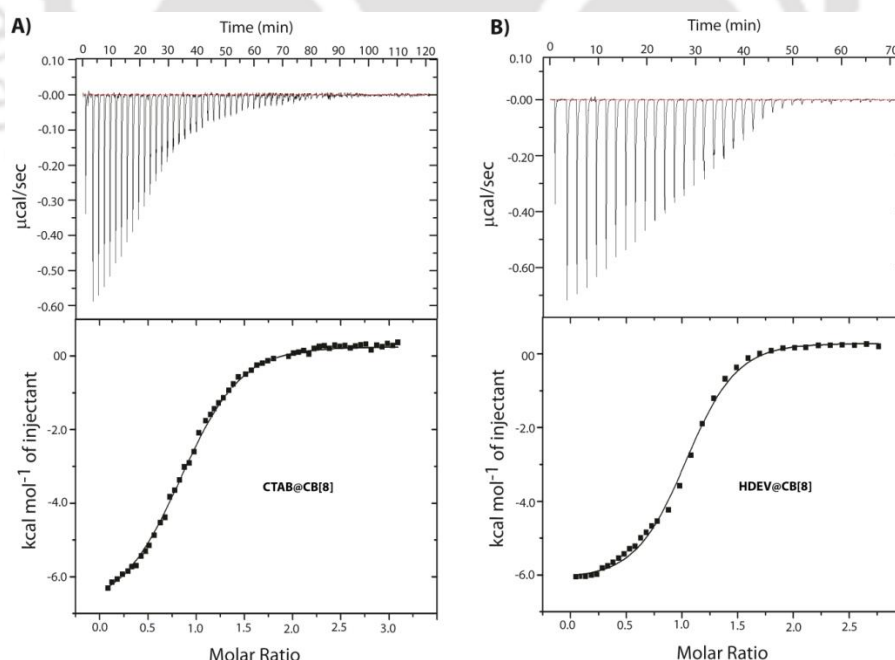 A)
Time (min)
0 10 20 30 40 50 60 70 80 90 100 110 120
0.10
-0.00
-0.10
-0.20
-0.30
-0.40
-0.50
-0.60
µcal/sec
00
-2.0
-4.0
-6.0
kcal mol⁻¹ of injectant
CTAB@CB[8]
0.0 0.5 1.0 1.5 2.0 2.5 3.0
Molar Ratio
B)
Time (min)
0 10 20 30 40 50 60 70
0.10
-0.00
-0.20
-0.40
-0.60
µcal/sec
00
-2.0
-4.0
-6.0
kcal mol⁻¹ of injectant
HDEV@CB[8]
0.0 0.5 1.0 1.5 2.0 2.5
Molar Ratio